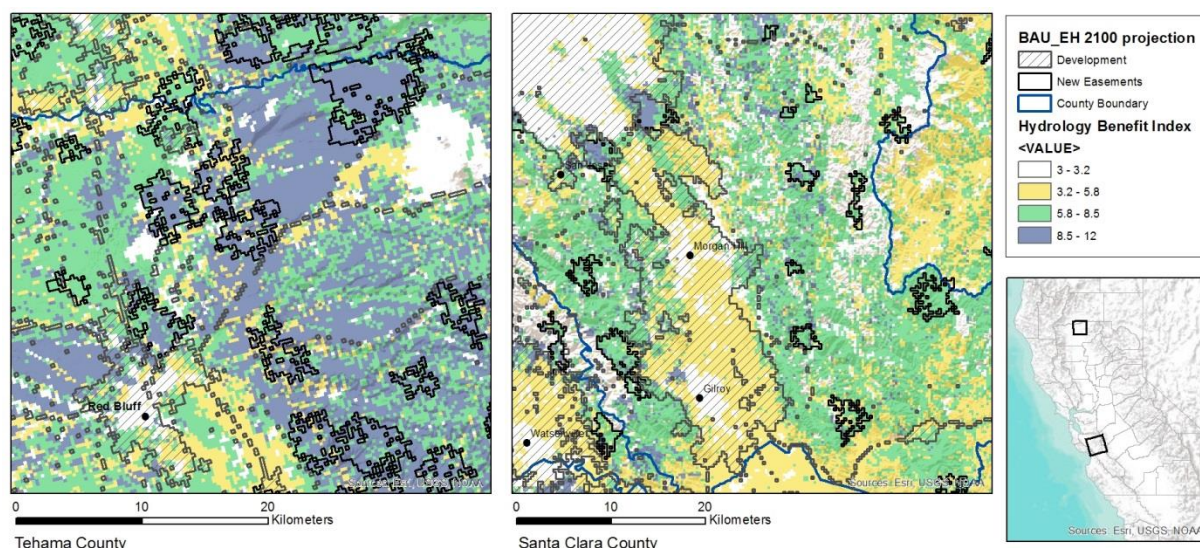 Red Bluff
Sources: Esri, USGS, NOAA
0 10 20
Kilometers
Tehama County
Morgan Hill
Gilroy
Sources: Esri, USGS, NOAA
0 10 20
Kilometers
Santa Clara County
BAU_EH 2100 projection
Development
New Easements
County Boundary
Hydrology Benefit Index
<VALUE>
3 - 3.2
3.2 - 5.8
5.8 - 8.5
8.5 - 12
Sources: Esri, USGS, NOAA